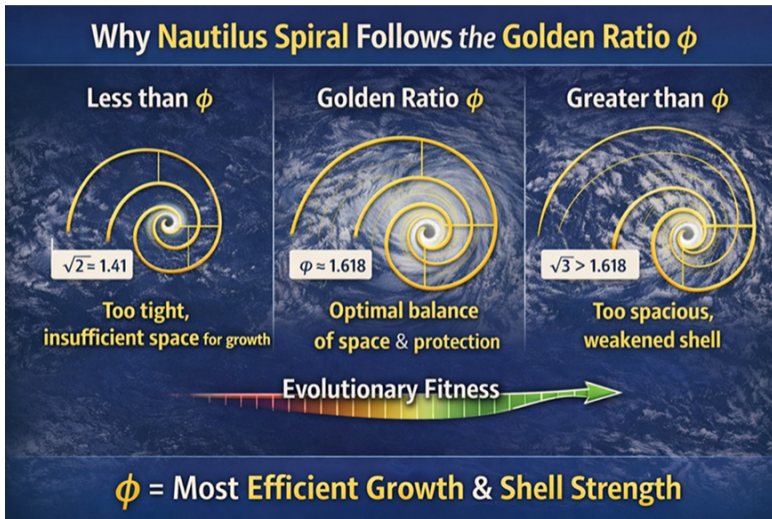 Why Nautilus Spiral Follows the Golden Ratio ϕ
Less than ϕ
√2 = 1.41
Too tight,
insufficient space for growth
Golden Ratio ϕ
φ ≈ 1.618
Optimal balance
of space & protection
Greater than ϕ
√3 > 1.618
Too spacious,
weakened shell
Evolutionary Fitness
ϕ = Most Efficient Growth & Shell Strength